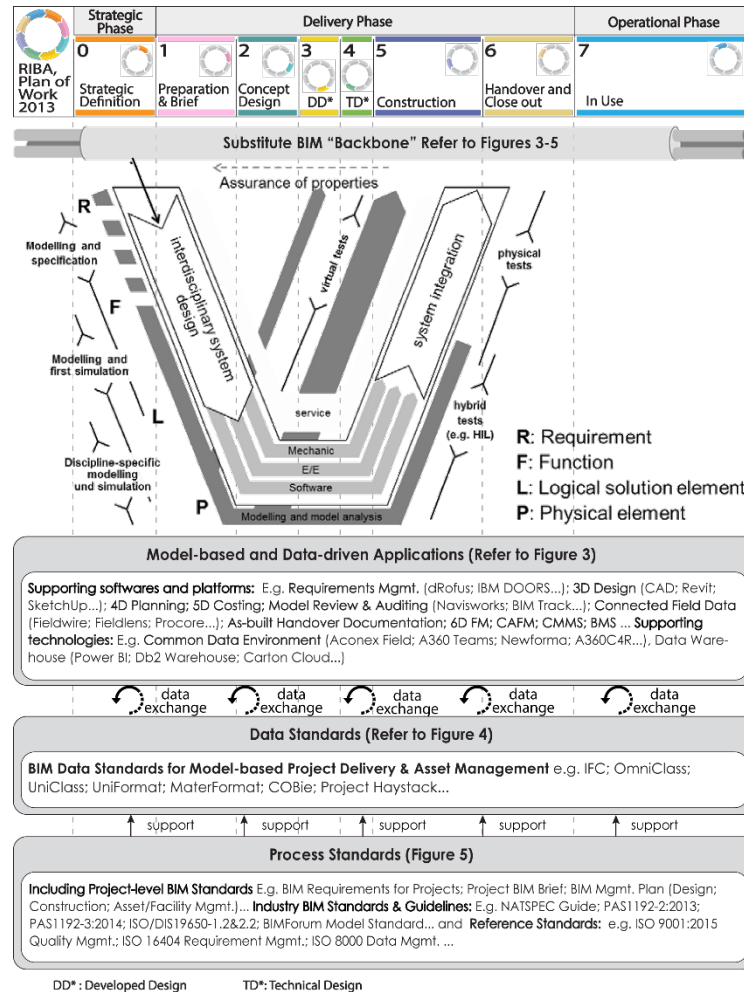 Strategic Phase
Delivery Phase
Operational Phase
RIBA, Plan of Work 2013
0
Strategic Definition
1
Preparation & Brief
2
Concept Design
3
DD*
4
TD*
5
Construction
6
Handover and Close out
7
In Use
Substitute BIM “Backbone” Refer to Figures 3-5
Assurance of properties
R
Modelling and specification
F
Modelling and first simulation
L
Discipline-specific modelling und simulation
P
interdisciplinary system design
virtual tests
system integration
physical tests
hybrid tests (e.g. HIL)
service
Mechanic
E/E
Software
Modelling and model analysis
R: Requirement
F: Function
L: Logical solution element
P: Physical element
Model-based and Data-driven Applications (Refer to Figure 3)
Supporting softwares and platforms: E.g. Requirements Mgmt. (dRofus; IBM DOORS...); 3D Design (CAD; Revit;
SketchUp...); 4D Planning; 5D Costing; Model Review & Auditing (Navisworks; BIM Track...); Connected Field Data
(Fieldwire; Fieldlens; Procore...); As-built Handover Documentation; 6D FM; CAFM; CMMS; BMS ... Supporting
technologies: E.g. Common Data Environment (Aconex Field; A360 Teams; Newforma; A360C4R...), Data Ware-
house (Power BI; Db2 Warehouse; Carton Cloud...)
data exchange
data exchange
data exchange
data exchange
data exchange
Data Standards (Refer to Figure 4)
BIM Data Standards for Model-based Project Delivery & Asset Management e.g. IFC; OmniClass;
UniClass; UniFormat; MaterFormat; COBie; Project Haystack...
support
support
support
support
support
Process Standards (Figure 5)
Including Project-level BIM Standards E.g. BIM Requirements for Projects; Project BIM Brief; BIM Mgmt. Plan (Design;
Construction; Asset/Facility Mgmt.)... Industry BIM Standards & Guidelines: E.g. NATSPEC Guide; PAS1192-2:2013;
PAS1192-3:2014; ISO/DIS19650-1.2&2.2; BIMForum Model Standard... and Reference Standards: e.g. ISO 9001:2015
Quality Mgmt.; ISO 16404 Requirement Mgmt.; ISO 8000 Data Mgmt. ...
DD* : Developed Design
TD*: Technical Design